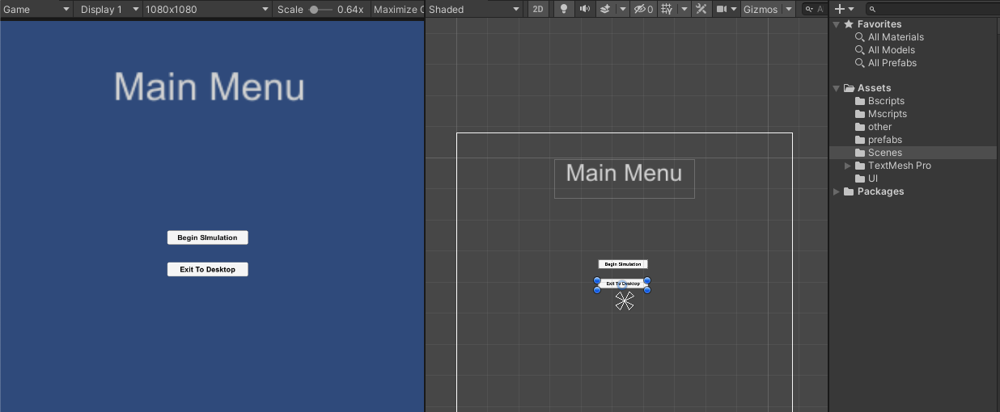 Game Display 1 1080x1080 Scale 0.64x Maximize
Main Menu
Begin SImulation
Exit To Desktop
Shaded 2D 0 Gizmos
Main Menu
Begin SImulation
Exit To Desktop
Favorites
All Materials
All Models
All Prefabs
Assets
Bscripts
Mscripts
other
prefabs
Scenes
TextMesh Pro
UI
Packages